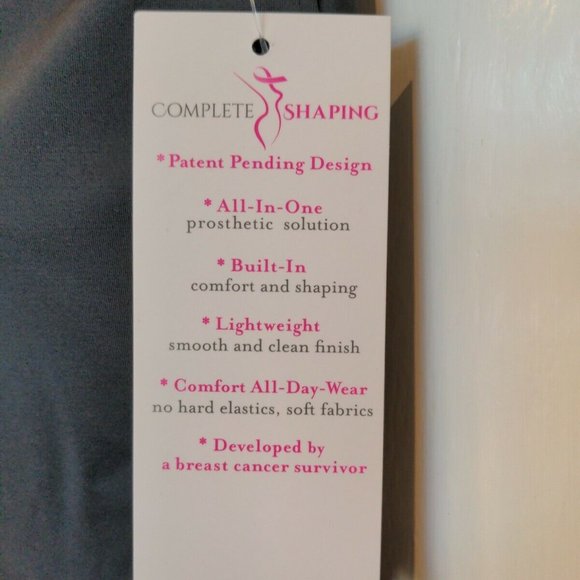 COMPLETE SHAPING
* Patent Pending Design
* All-In-One
prosthetic solution
* Built-In
comfort and shaping
* Lightweight
smooth and clean finish
* Comfort All-Day-Wear
no hard elastics, soft fabrics
* Developed by
a breast cancer survivor